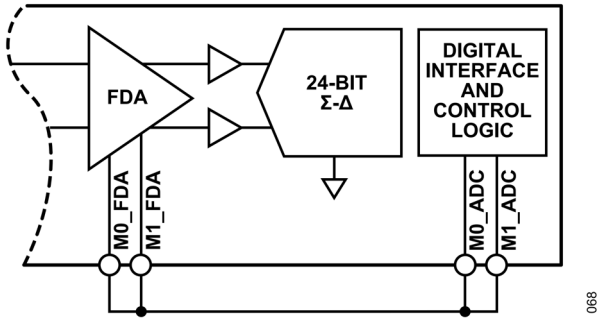 FDA
24-BIT
Σ-Δ
DIGITAL
INTERFACE
AND
CONTROL
LOGIC
M0_FDA
M1_FDA
M0_ADC
M1_ADC
068